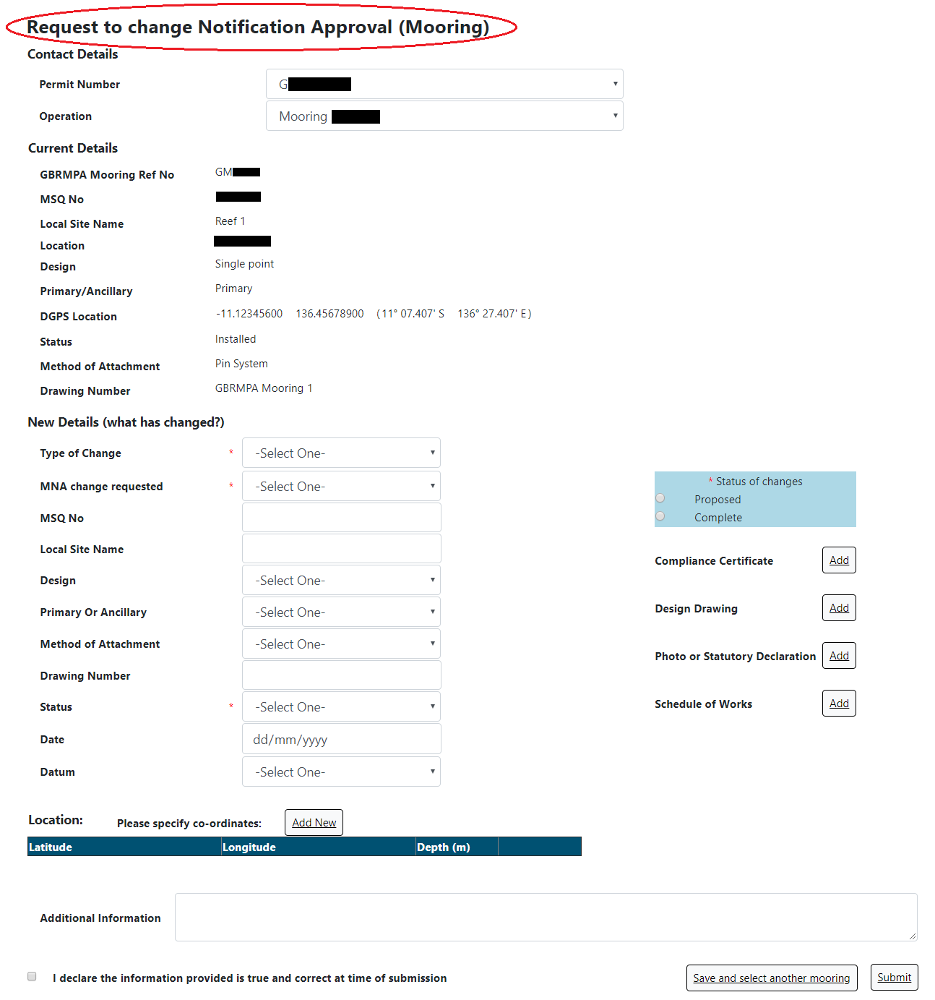 Request to change Notification Approval (Mooring)
Contact Details
Permit Number G
Operation Mooring
Current Details
GBRMPA Mooring Ref No GM
MSQ No
Local Site Name Reef 1
Location
Design Single point
Primary/Ancillary Primary
DGPS Location -11.12345600 136.45678900 (11° 07.407' S 136° 27.407' E)
Status Installed
Method of Attachment Pin System
Drawing Number GBRMPA Mooring 1
New Details (what has changed?)
Type of Change * -Select One-
MNA change requested * -Select One-
MSQ No
Local Site Name
Design -Select One-
Primary Or Ancillary -Select One-
Method of Attachment -Select One-
Drawing Number
Status * -Select One-
Date dd/mm/yyyy
Datum -Select One-
* Status of changes
Proposed
Complete
Compliance Certificate Add
Design Drawing Add
Photo or Statutory Declaration Add
Schedule of Works Add
Location: Please specify co-ordinates: Add New
Latitude Longitude Depth (m)
Additional Information
I declare the information provided is true and correct at time of submission
Save and select another mooring Submit